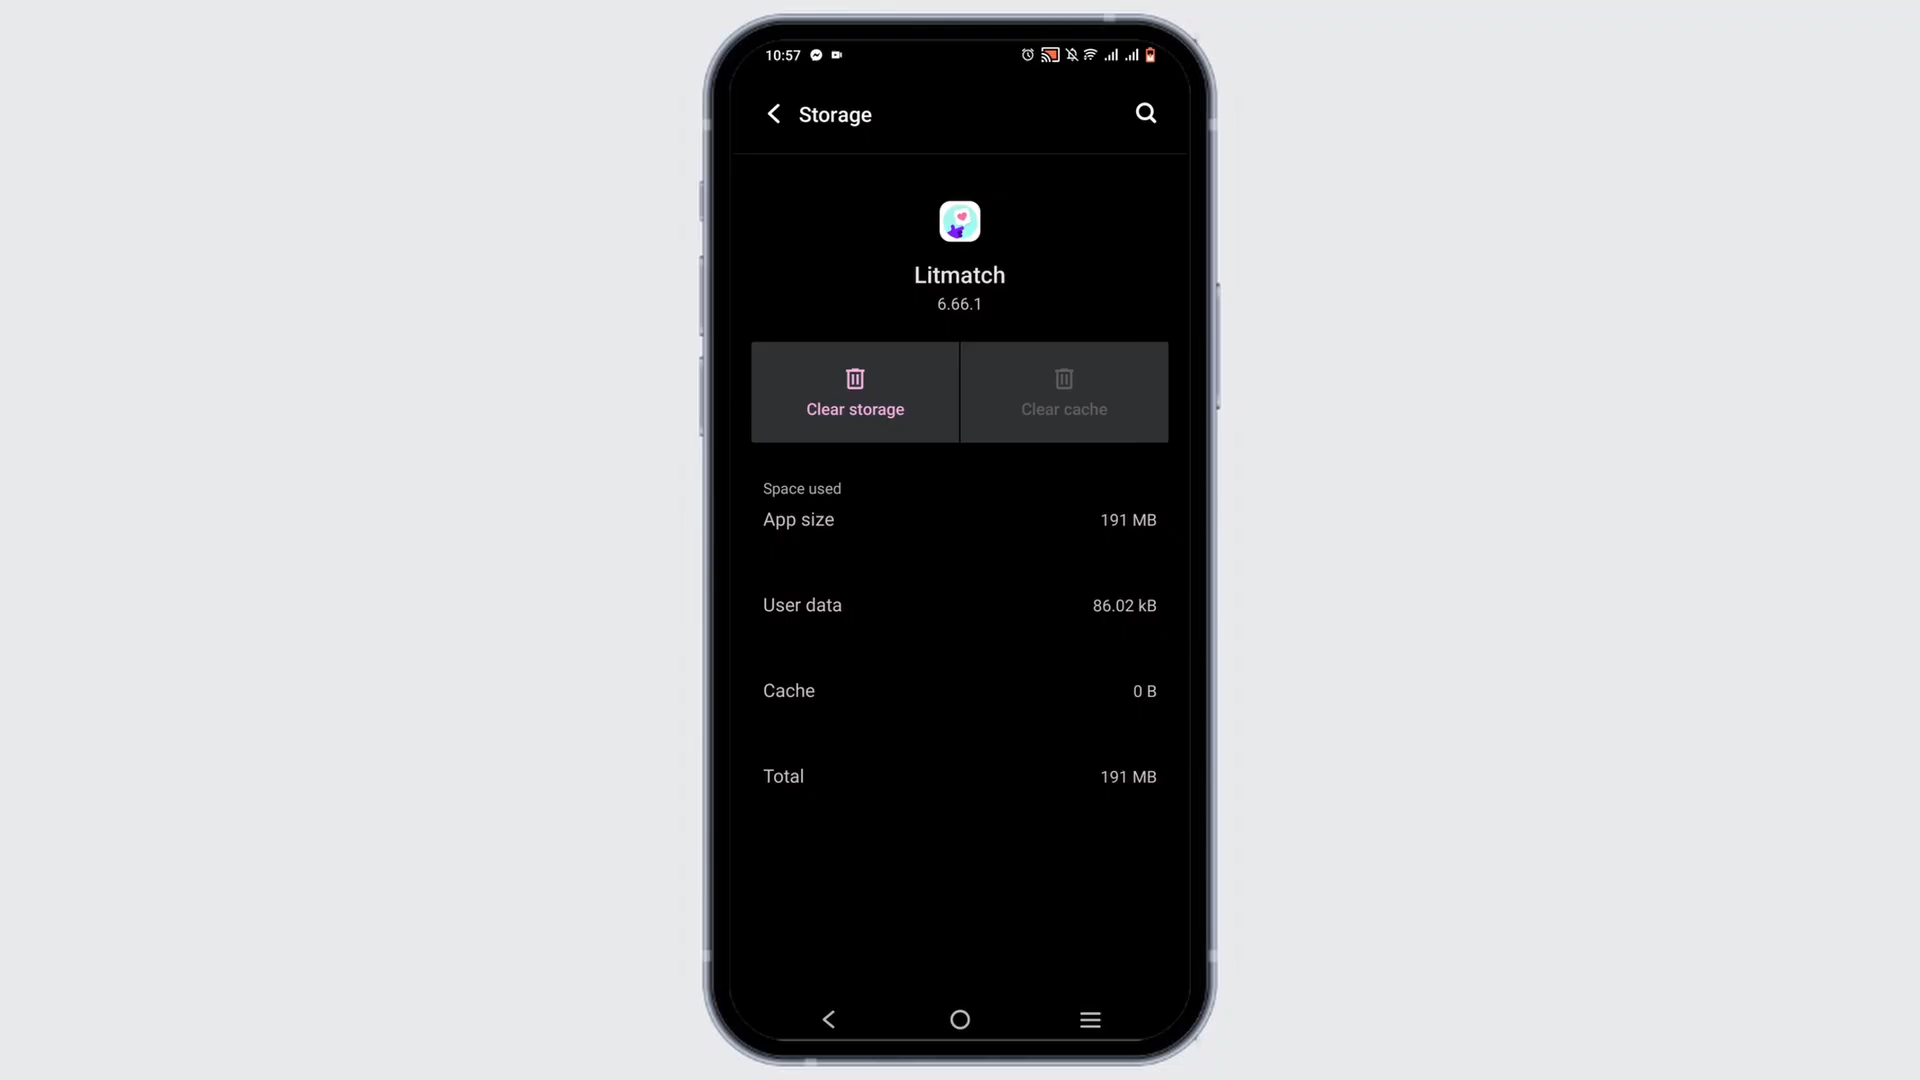 10:57
Storage
Litmatch
6.66.1
Clear storage
Clear cache
Space used
App size 191 MB
User data 86.02 kB
Cache 0 B
Total 191 MB